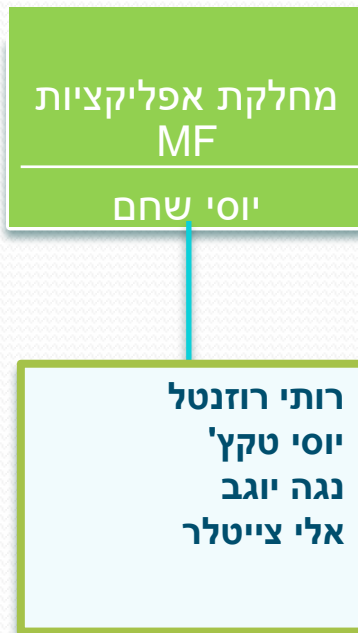 מחלקת אפליקציות
MF
יוסי שחם
רותי רוזנטל
יוסי טקץ'
נגה יוגב
אלי צייטלר